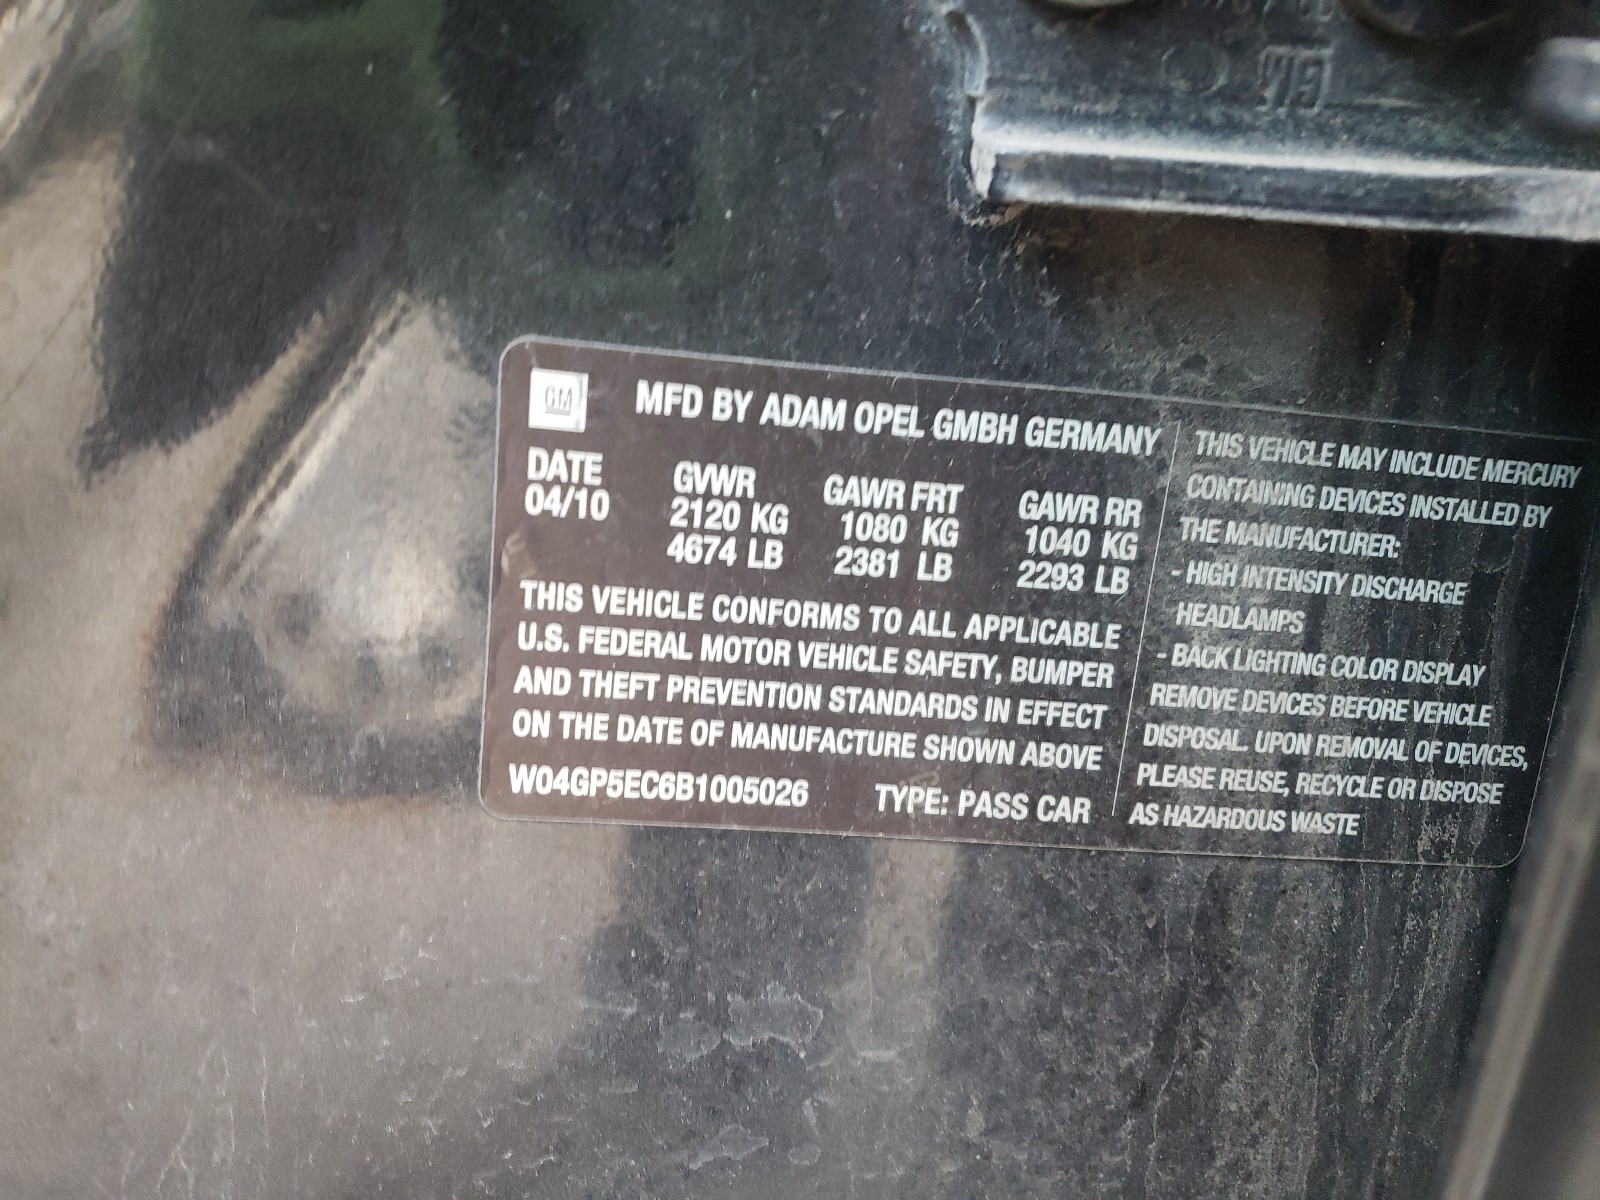 GM
MFD BY ADAM OPEL GMBH GERMANY
DATE
04/10
GVWR
2120 KG
4674 LB
GAWR FRT
1080 KG
2381 LB
GAWR RR
1040 KG
2293 LB
THIS VEHICLE CONFORMS TO ALL APPLICABLE
U.S. FEDERAL MOTOR VEHICLE SAFETY, BUMPER
AND THEFT PREVENTION STANDARDS IN EFFECT
ON THE DATE OF MANUFACTURE SHOWN ABOVE
W04GP5EC6B1005026 TYPE: PASS CAR
THIS VEHICLE MAY INCLUDE MERCURY
CONTAINING DEVICES INSTALLED BY
THE MANUFACTURER:
- HIGH INTENSITY DISCHARGE
HEADLAMPS
- BACK LIGHTING COLOR DISPLAY
REMOVE DEVICES BEFORE VEHICLE
DISPOSAL. UPON REMOVAL OF DEVICES,
PLEASE REUSE, RECYCLE OR DISPOSE
AS HAZARDOUS WASTE